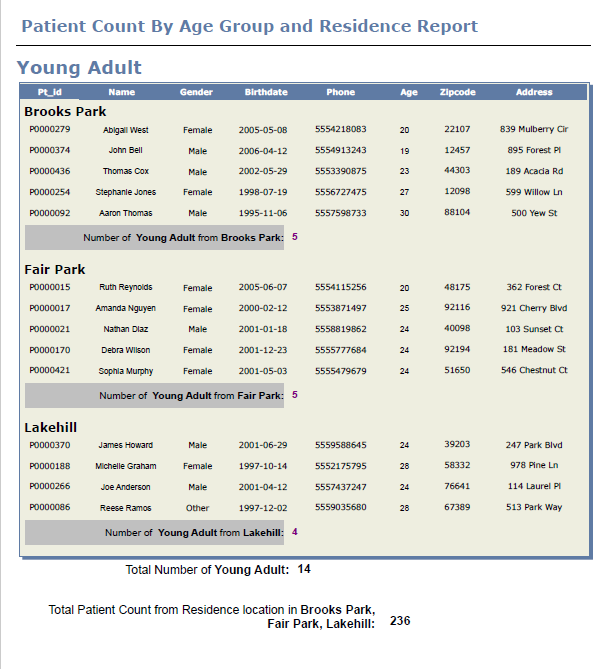 Patient Count By Age Group and Residence Report
Young Adult
Pt_id Name Gender Birthdate Phone Age Zipcode Address
Brooks Park
P0000279 Abigail West Female 2005-05-08 5554218083 20 22107 839 Mulberry Cir
P0000374 John Bell Male 2006-04-12 5554913243 19 12457 895 Forest Pl
P0000436 Thomas Cox Male 2002-05-29 5553390875 23 44303 189 Acacia Rd
P0000254 Stephanie Jones Female 1998-07-19 5556727475 27 12098 599 Willow Ln
P0000092 Aaron Thomas Male 1995-11-06 5557598733 30 88104 500 Yew St
Number of Young Adult from Brooks Park: 5
Fair Park
P0000015 Ruth Reynolds Female 2005-06-07 5554115256 20 48175 362 Forest Ct
P0000017 Amanda Nguyen Female 2000-02-12 5553871497 25 92116 921 Cherry Blvd
P0000021 Nathan Diaz Male 2001-01-18 5558819862 24 40098 103 Sunset Ct
P0000170 Debra Wilson Female 2001-12-23 5555777684 24 92194 181 Meadow St
P0000421 Sophia Murphy Female 2001-05-03 5555479679 24 51650 546 Chestnut Ct
Number of Young Adult from Fair Park: 5
Lakehill
P0000370 James Howard Male 2001-06-29 5559588645 24 39203 247 Park Blvd
P0000188 Michelle Graham Female 1997-10-14 5552175795 28 58332 978 Pine Ln
P0000266 Joe Anderson Male 2001-04-12 5557437247 24 76641 114 Laurel Pl
P0000086 Reese Ramos Other 1997-12-02 5559035680 28 67389 513 Park Way
Number of Young Adult from Lakehill: 4
Total Number of Young Adult: 14
Total Patient Count from Residence location in Brooks Park,
Fair Park, Lakehill: 236